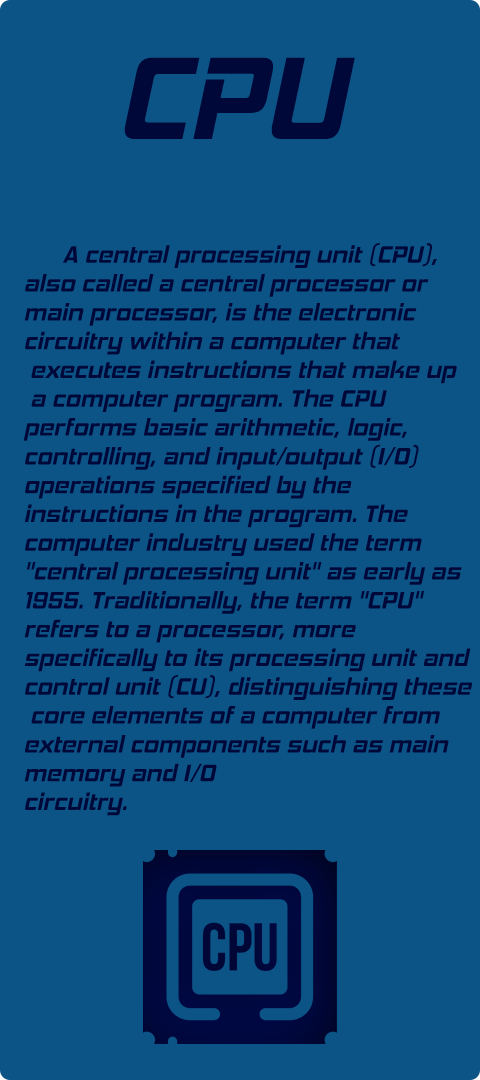 CPU
A central processing unit (CPU),
also called a central processor or
main processor, is the electronic
circuitry within a computer that
executes instructions that make up
a computer program. The CPU
performs basic arithmetic, logic,
controlling, and input/output (I/O)
operations specified by the
instructions in the program. The
computer industry used the term
"central processing unit" as early as
1955. Traditionally, the term "CPU"
refers to a processor, more
specifically to its processing unit and
control unit (CU), distinguishing these
core elements of a computer from
external components such as main
memory and I/O
circuitry.
CPU